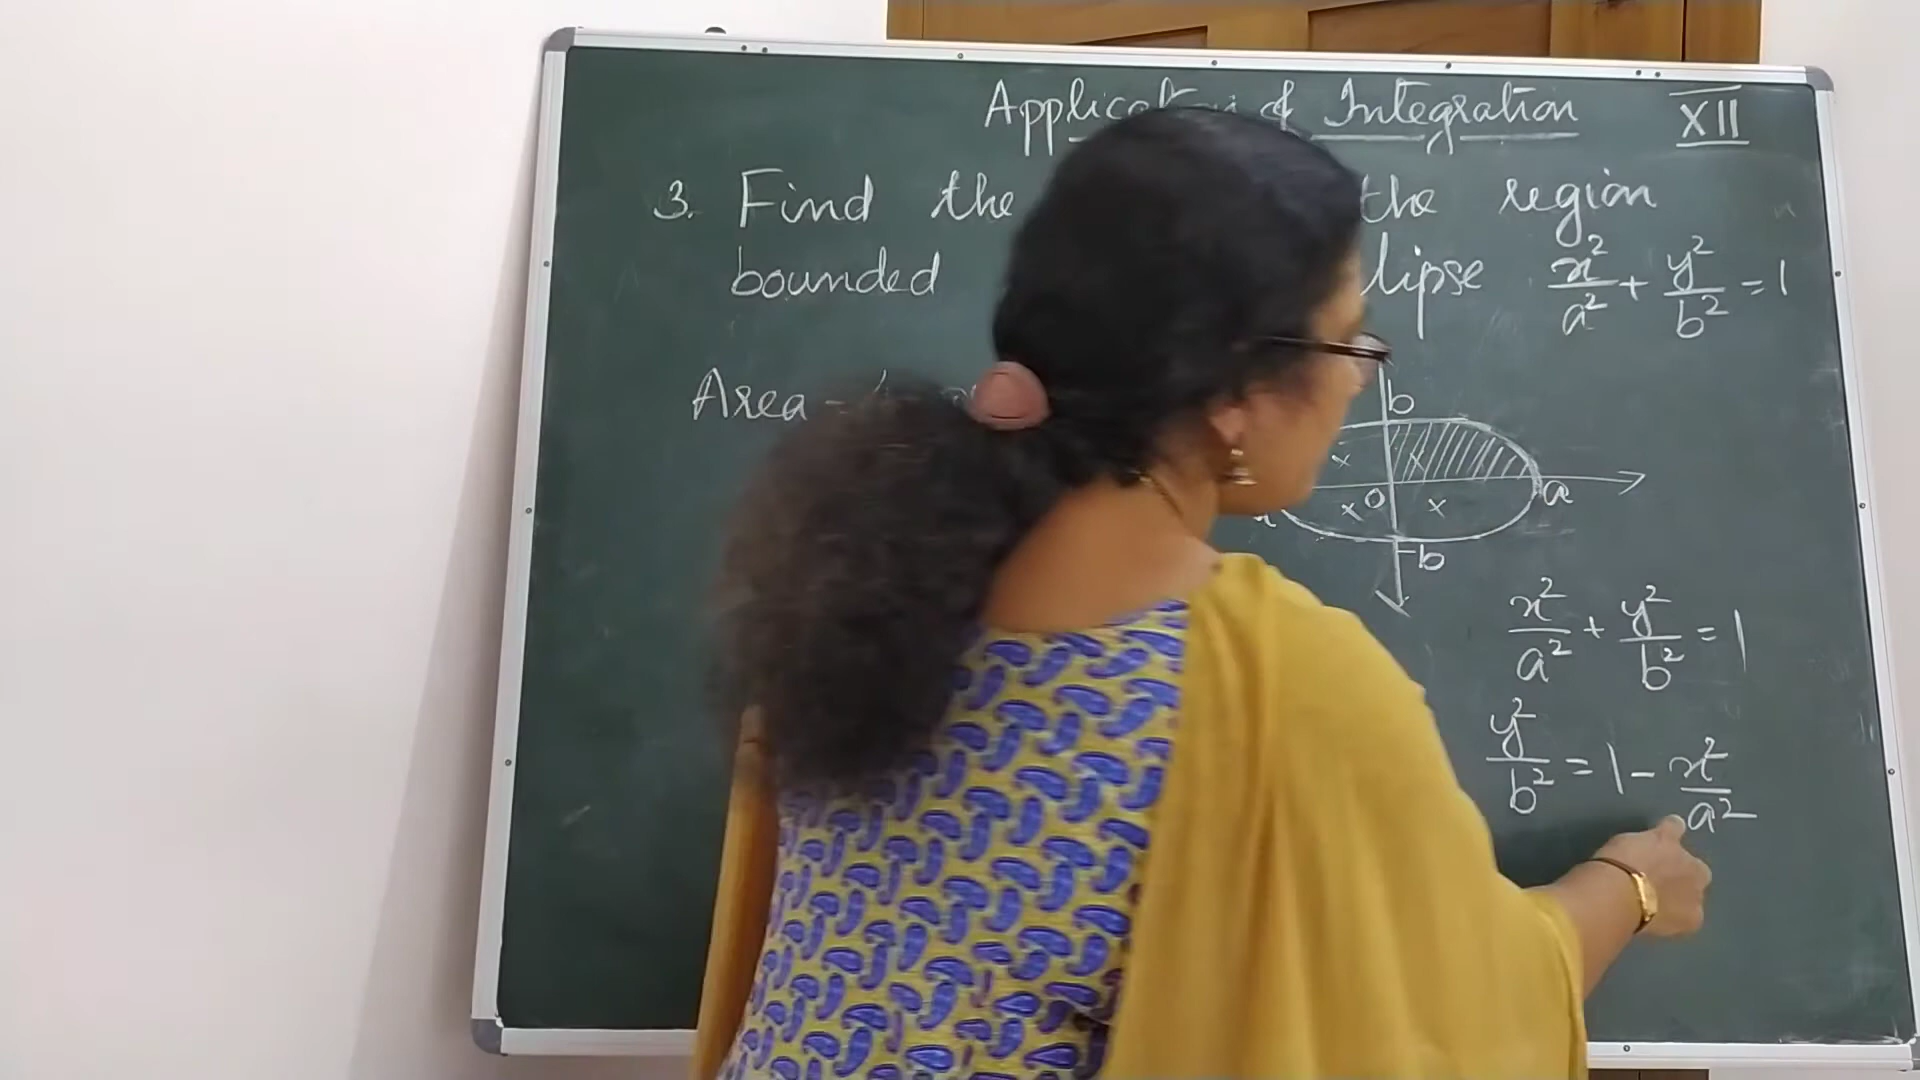 Application of Integration XII
3. Find the the region
bounded lipse x²/a² + y²/b² = 1
Area
b
x x
O a
x x
-b
x²/a² + y²/b² = 1
y²/b² = 1 - x²/a²